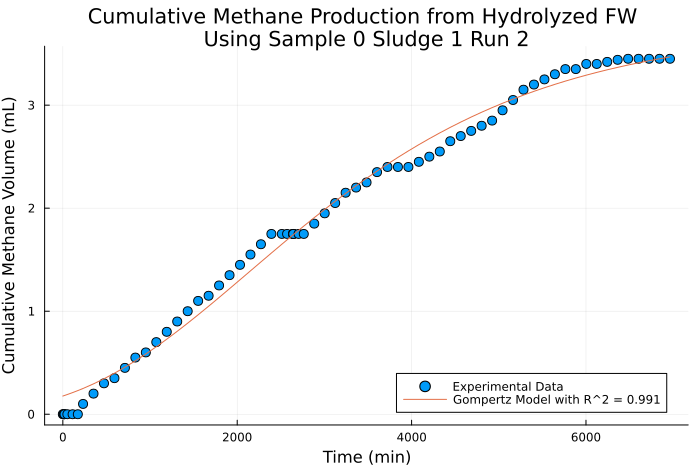 Cumulative Methane Production from Hydrolyzed FW
Using Sample 0 Sludge 1 Run 2
Cumulative Methane Volume (mL)
3
2
1
0
0
2000
4000
6000
Time (min)
Experimental Data
Gompertz Model with R^2 = 0.991